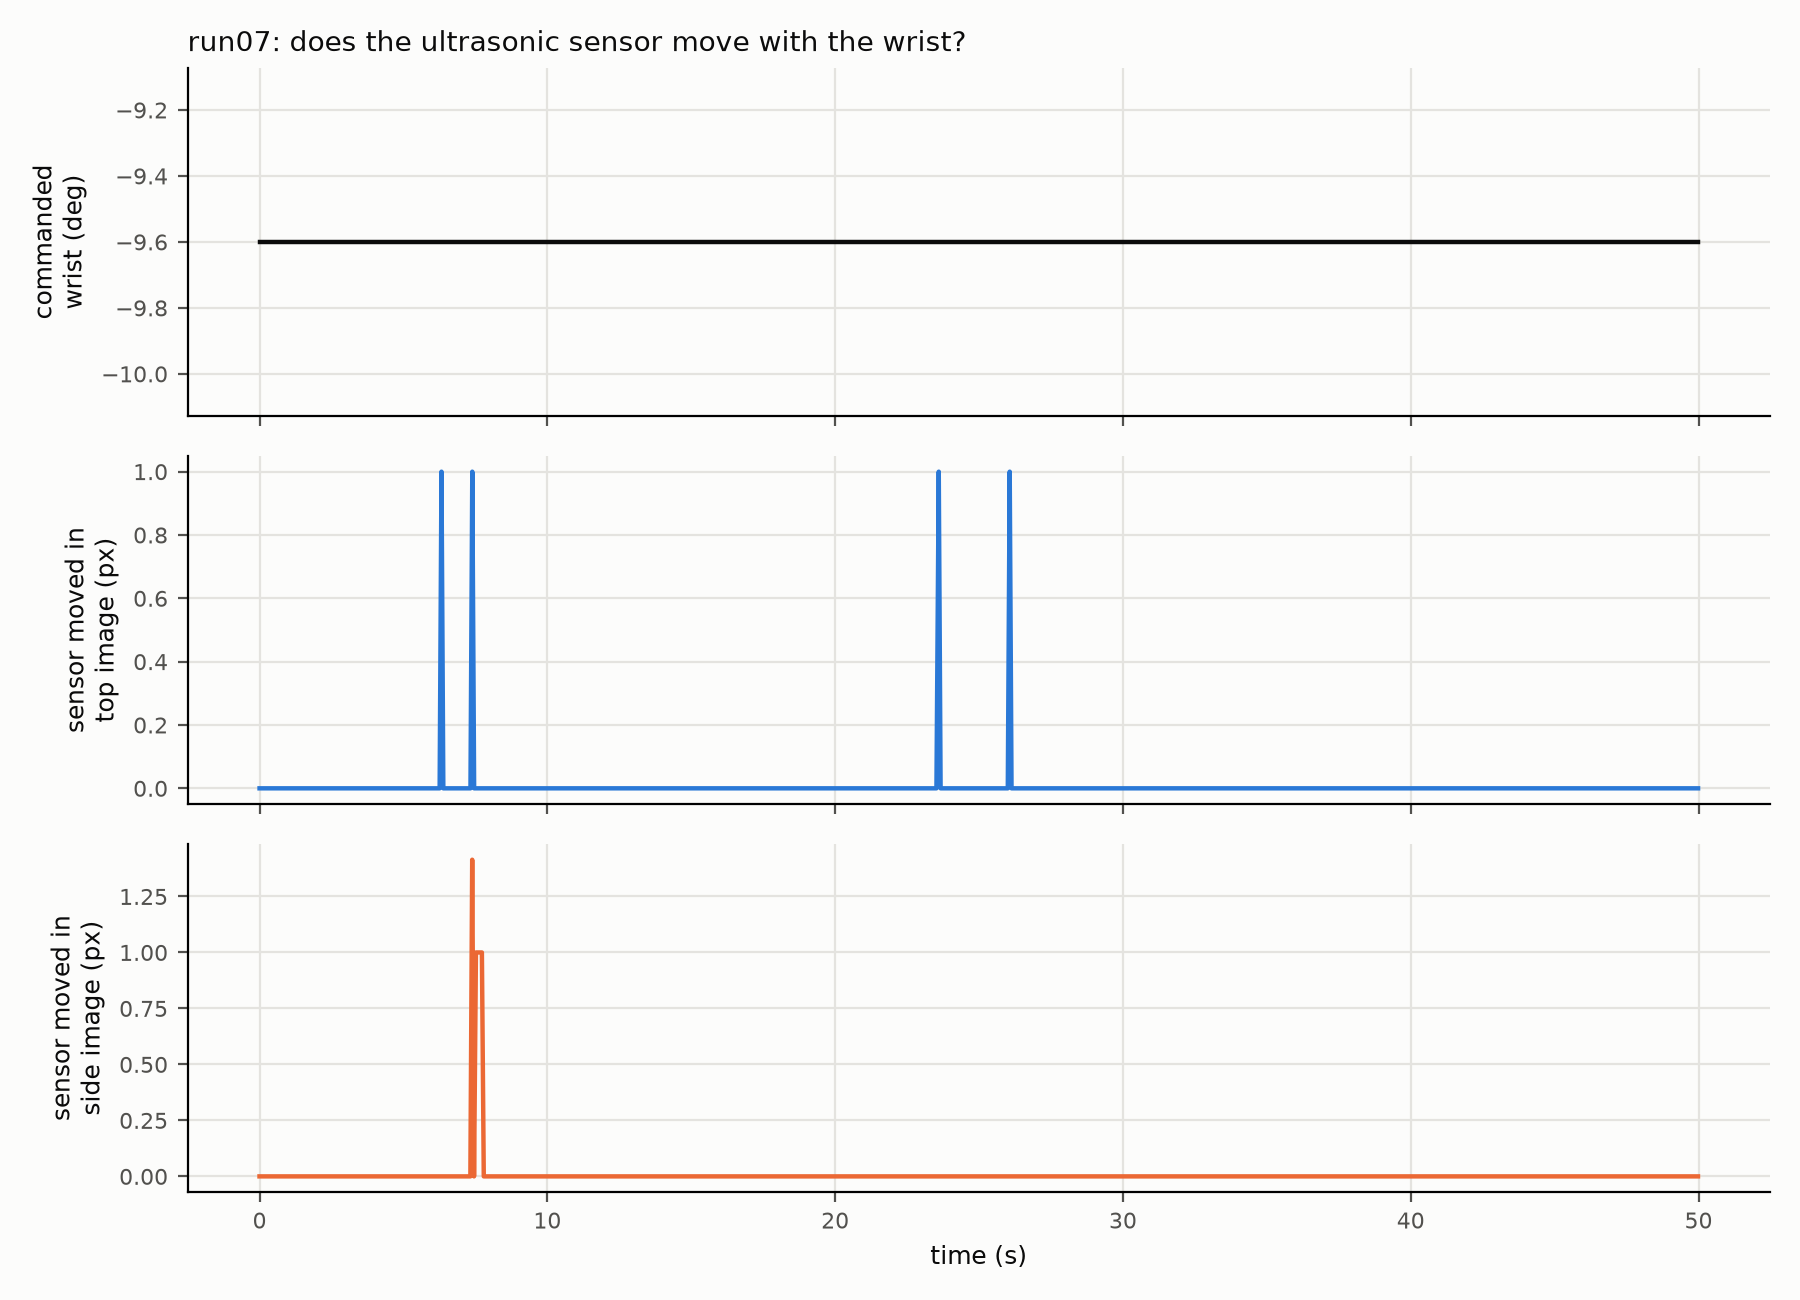 run07: does the ultrasonic sensor move with the wrist?
commanded
wrist (deg)
−9.2
−9.4
−9.6
−9.8
−10.0
sensor moved in
top image (px)
1.0
0.8
0.6
0.4
0.2
0.0
sensor moved in
side image (px)
1.25
1.00
0.75
0.50
0.25
0.00
0 10 20 30 40 50
time (s)